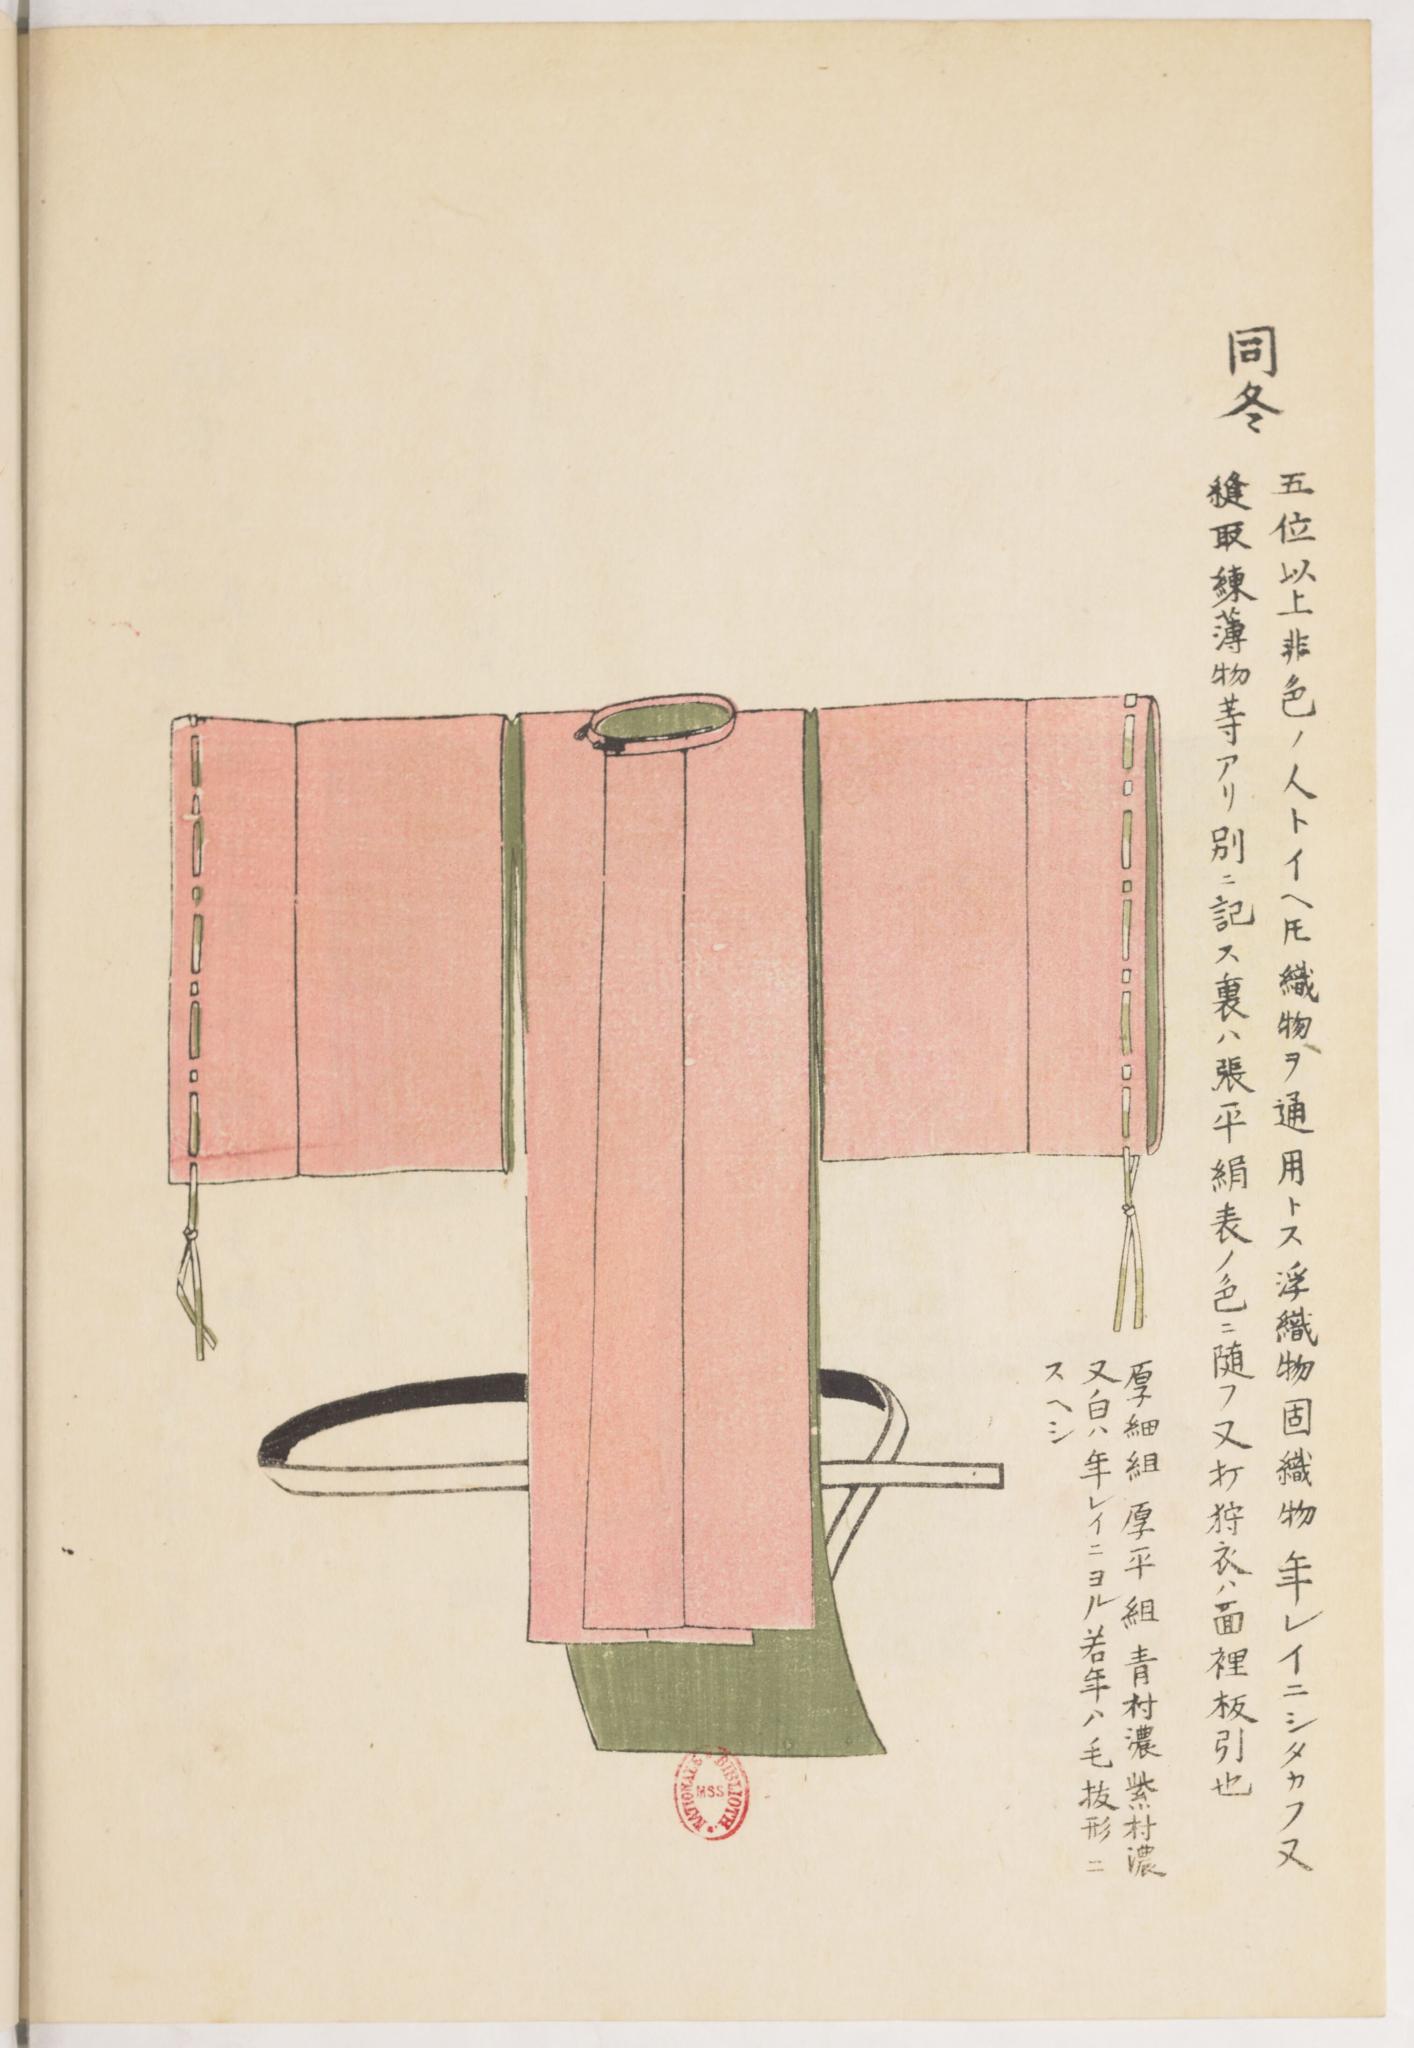 同冬
五位以上非色ノ人トイヘ𪜈織物ヲ通用トス浮織物固織物年レイニシタカフ又
縫取練薄物䒭アリ別ニ記ス裏ハ張平絹表ノ色ニ随フ又打狩衣ハ面裡板引也
厚細組厚平組青村濃紫村濃
又白ハ年レイニヨル若年ハ毛抜形ニ
スヘシ
BIBLIOTH. NATIONALE
MSS